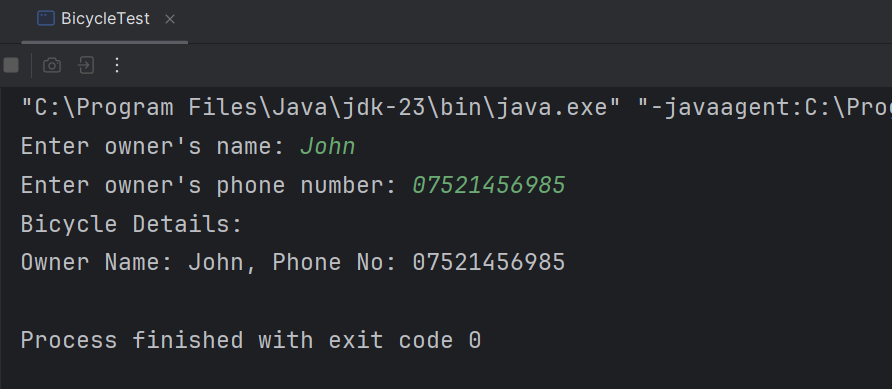 BicycleTest
"C:\Program Files\Java\jdk-23\bin\java.exe" "-javaagent:C:\Pro
Enter owner's name: John
Enter owner's phone number: 07521456985
Bicycle Details:
Owner Name: John, Phone No: 07521456985
Process finished with exit code 0